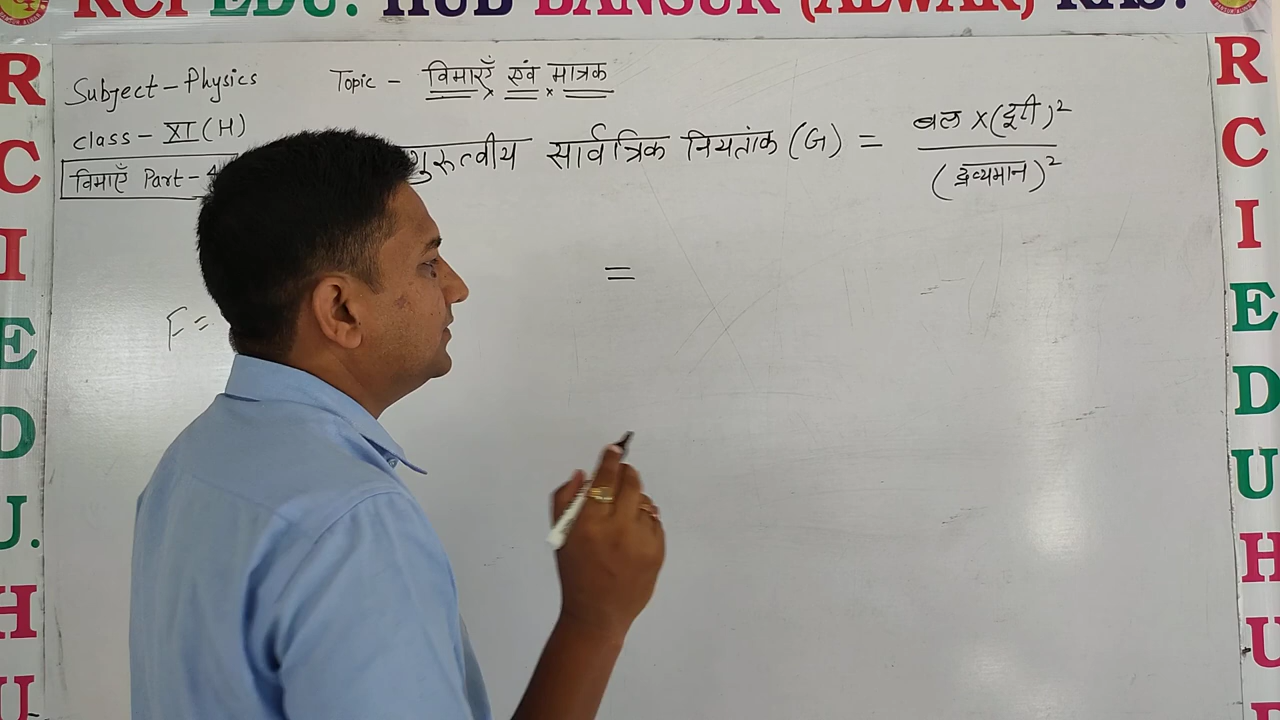 RCI EDU. HUB BANSUR (ALWAR) RAJ.
Subject - Physics
Topic - विमाएँ एवं मात्रक
class - XI (H)
विमाएँ Part - 4
गुरूत्वीय सार्वत्रिक नियतांक (G) = बल X (दूरी)²
(द्रव्यमान)²
=
F =
R
C
I
E
D
U.
H
U
R
C
I
E
D
U
H
U